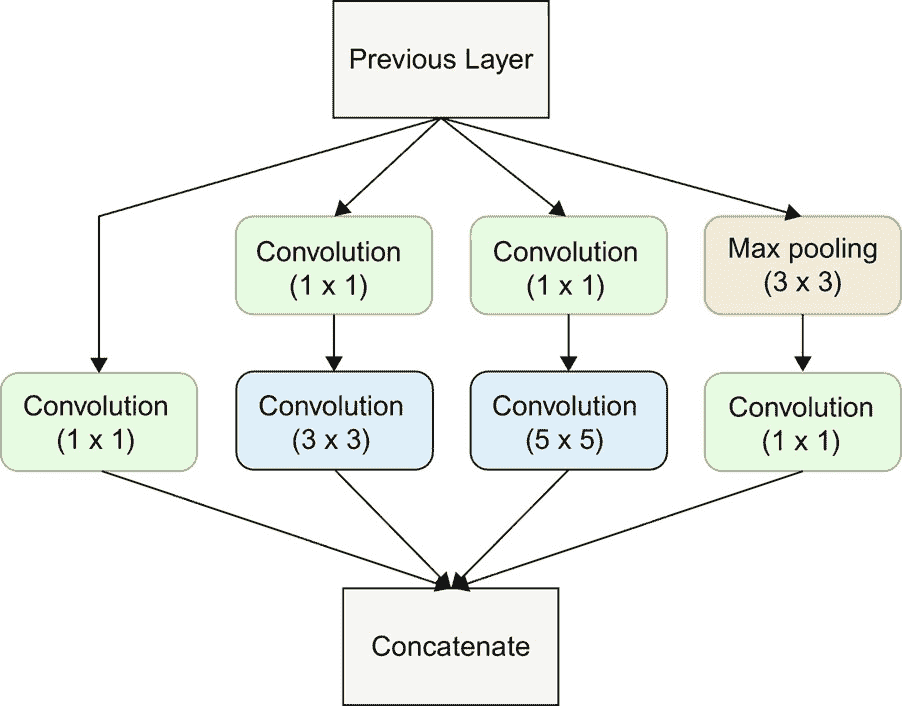 Previous Layer
Convolution
(1 x 1)
Convolution
(1 x 1)
Max pooling
(3 x 3)
Convolution
(1 x 1)
Convolution
(3 x 3)
Convolution
(5 x 5)
Convolution
(1 x 1)
Concatenate